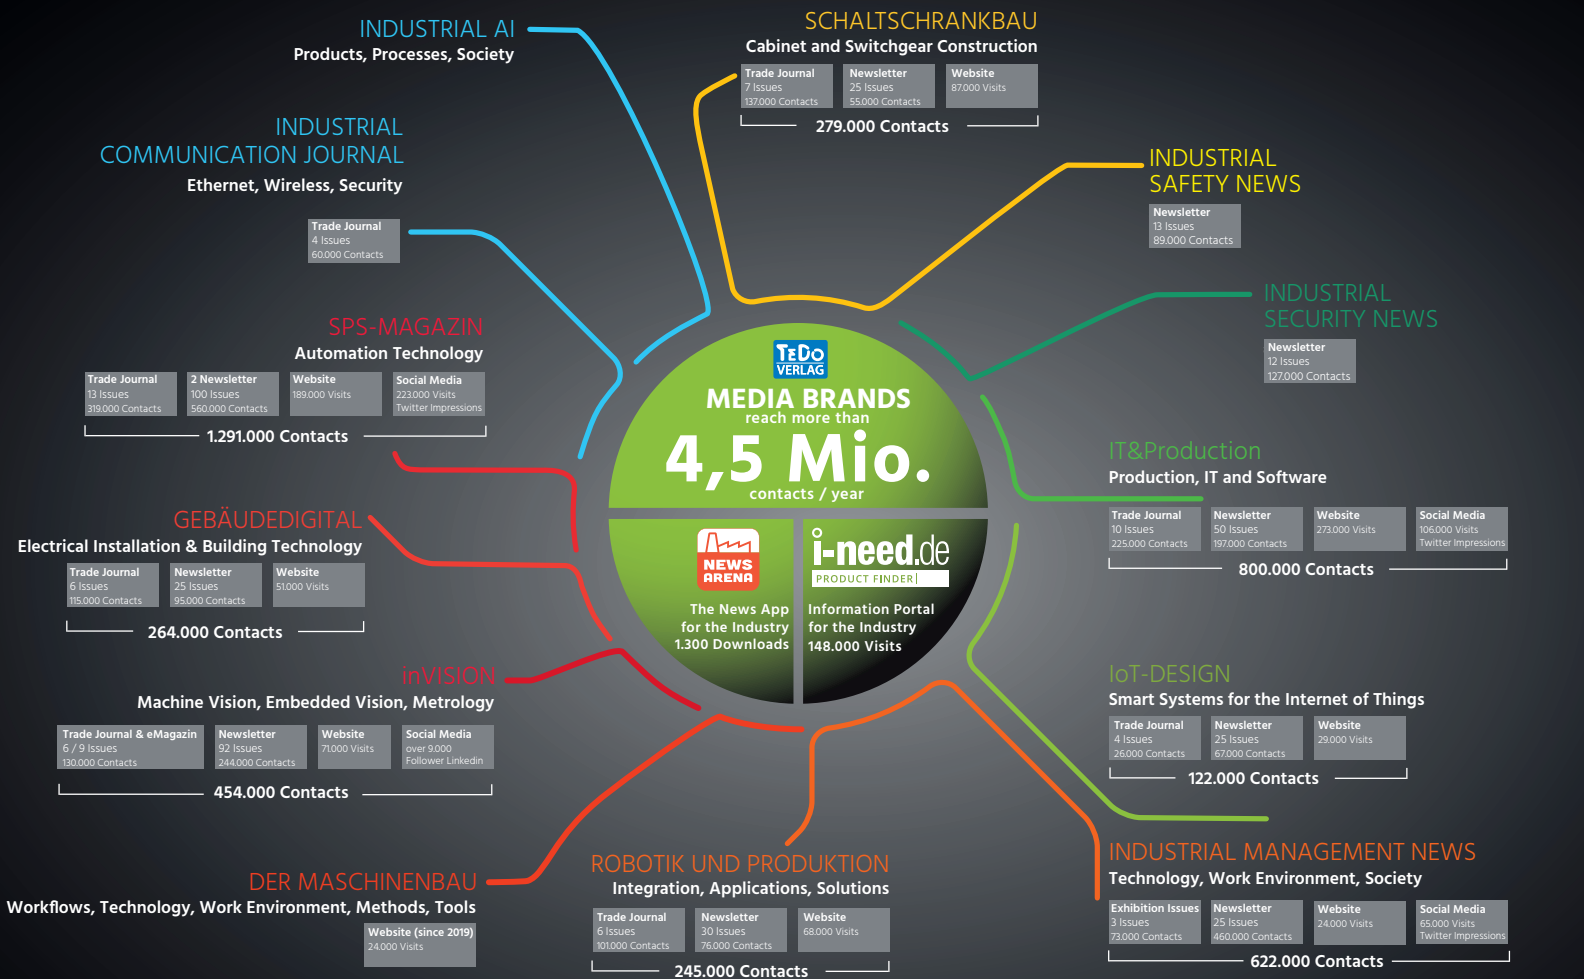 INDUSTRIAL AI
Products, Processes, Society
SCHALTSCHRANKBAU
Cabinet and Switchgear Construction
Trade Journal
7 Issues
137.000 Contacts
Newsletter
25 Issues
55.000 Contacts
Website
87.000 Visits
279.000 Contacts
INDUSTRIAL
COMMUNICATION JOURNAL
Ethernet, Wireless, Security
Trade Journal
4 Issues
60.000 Contacts
INDUSTRIAL
SAFETY NEWS
Newsletter
13 Issues
89.000 Contacts
INDUSTRIAL
SECURITY NEWS
Newsletter
12 Issues
127.000 Contacts
SPS-MAGAZIN
Automation Technology
Trade Journal
13 Issues
319.000 Contacts
2 Newsletter
100 Issues
560.000 Contacts
Website
189.000 Visits
Social Media
223.000 Visits
Twitter Impressions
1.291.000 Contacts
TeDo
VERLAG
MEDIA BRANDS
reach more than
4,5 Mio.
contacts / year
NEWS
ARENA
The News App
for the Industry
1.300 Downloads
i-need.de
PRODUCT FINDER
Information Portal
for the Industry
148.000 Visits
IT&Production
Production, IT and Software
Trade Journal
10 Issues
225.000 Contacts
Newsletter
50 Issues
197.000 Contacts
Website
273.000 Visits
Social Media
106.000 Visits
Twitter Impressions
800.000 Contacts
GEBÄUDEDIGITAL
Electrical Installation & Building Technology
Trade Journal
6 Issues
115.000 Contacts
Newsletter
25 Issues
95.000 Contacts
Website
51.000 Visits
264.000 Contacts
inVISION
Machine Vision, Embedded Vision, Metrology
Trade Journal & eMagazin
6 / 9 Issues
130.000 Contacts
Newsletter
92 Issues
244.000 Contacts
Website
71.000 Visits
Social Media
over 9.000
Follower Linkedin
454.000 Contacts
IoT-DESIGN
Smart Systems for the Internet of Things
Trade Journal
4 Issues
26.000 Contacts
Newsletter
25 Issues
67.000 Contacts
Website
29.000 Visits
122.000 Contacts
DER MASCHINENBAU
Workflows, Technology, Work Environment, Methods, Tools
Website (since 2019)
24.000 Visits
ROBOTIK UND PRODUKTION
Integration, Applications, Solutions
Trade Journal
6 Issues
101.000 Contacts
Newsletter
30 Issues
76.000 Contacts
Website
68.000 Visits
245.000 Contacts
INDUSTRIAL MANAGEMENT NEWS
Technology, Work Environment, Society
Exhibition Issues
3 Issues
73.000 Contacts
Newsletter
25 Issues
460.000 Contacts
Website
24.000 Visits
Social Media
65.000 Visits
Twitter Impressions
622.000 Contacts